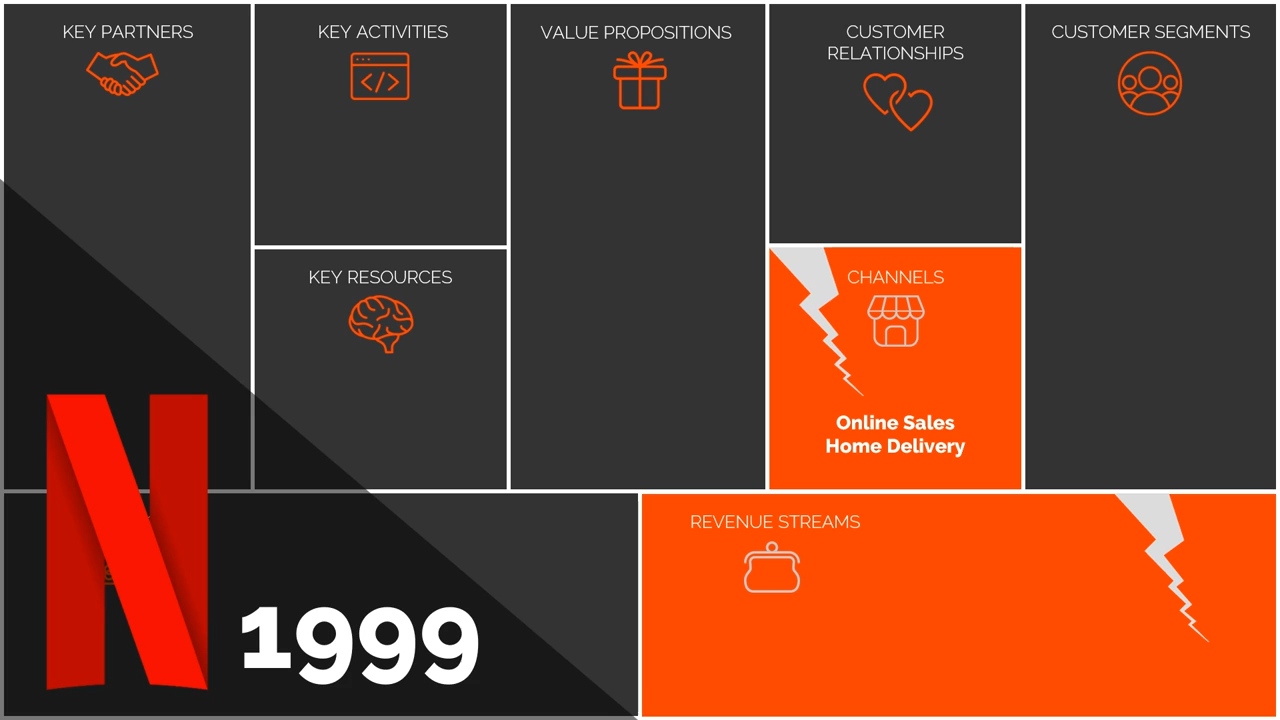 KEY PARTNERS
KEY ACTIVITIES
VALUE PROPOSITIONS
CUSTOMER
RELATIONSHIPS
CUSTOMER SEGMENTS
KEY RESOURCES
CHANNELS
Online Sales
Home Delivery
REVENUE STREAMS
N
1999